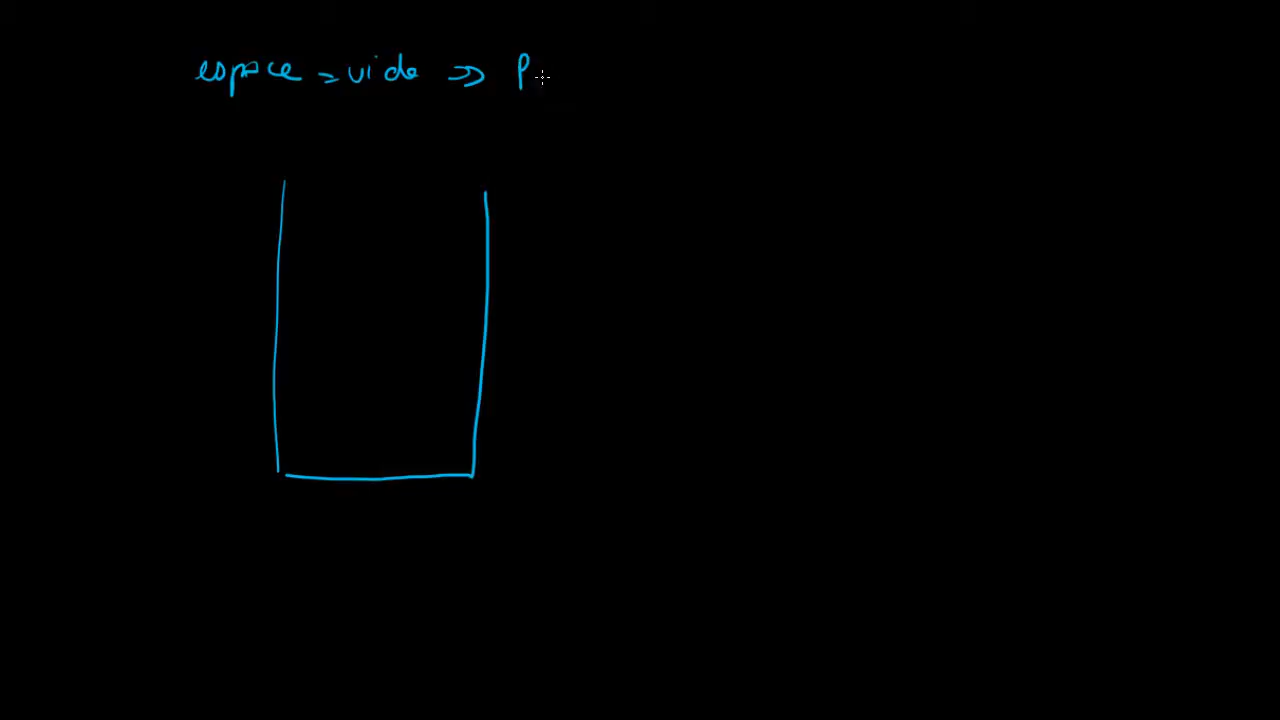 espace = vide => P